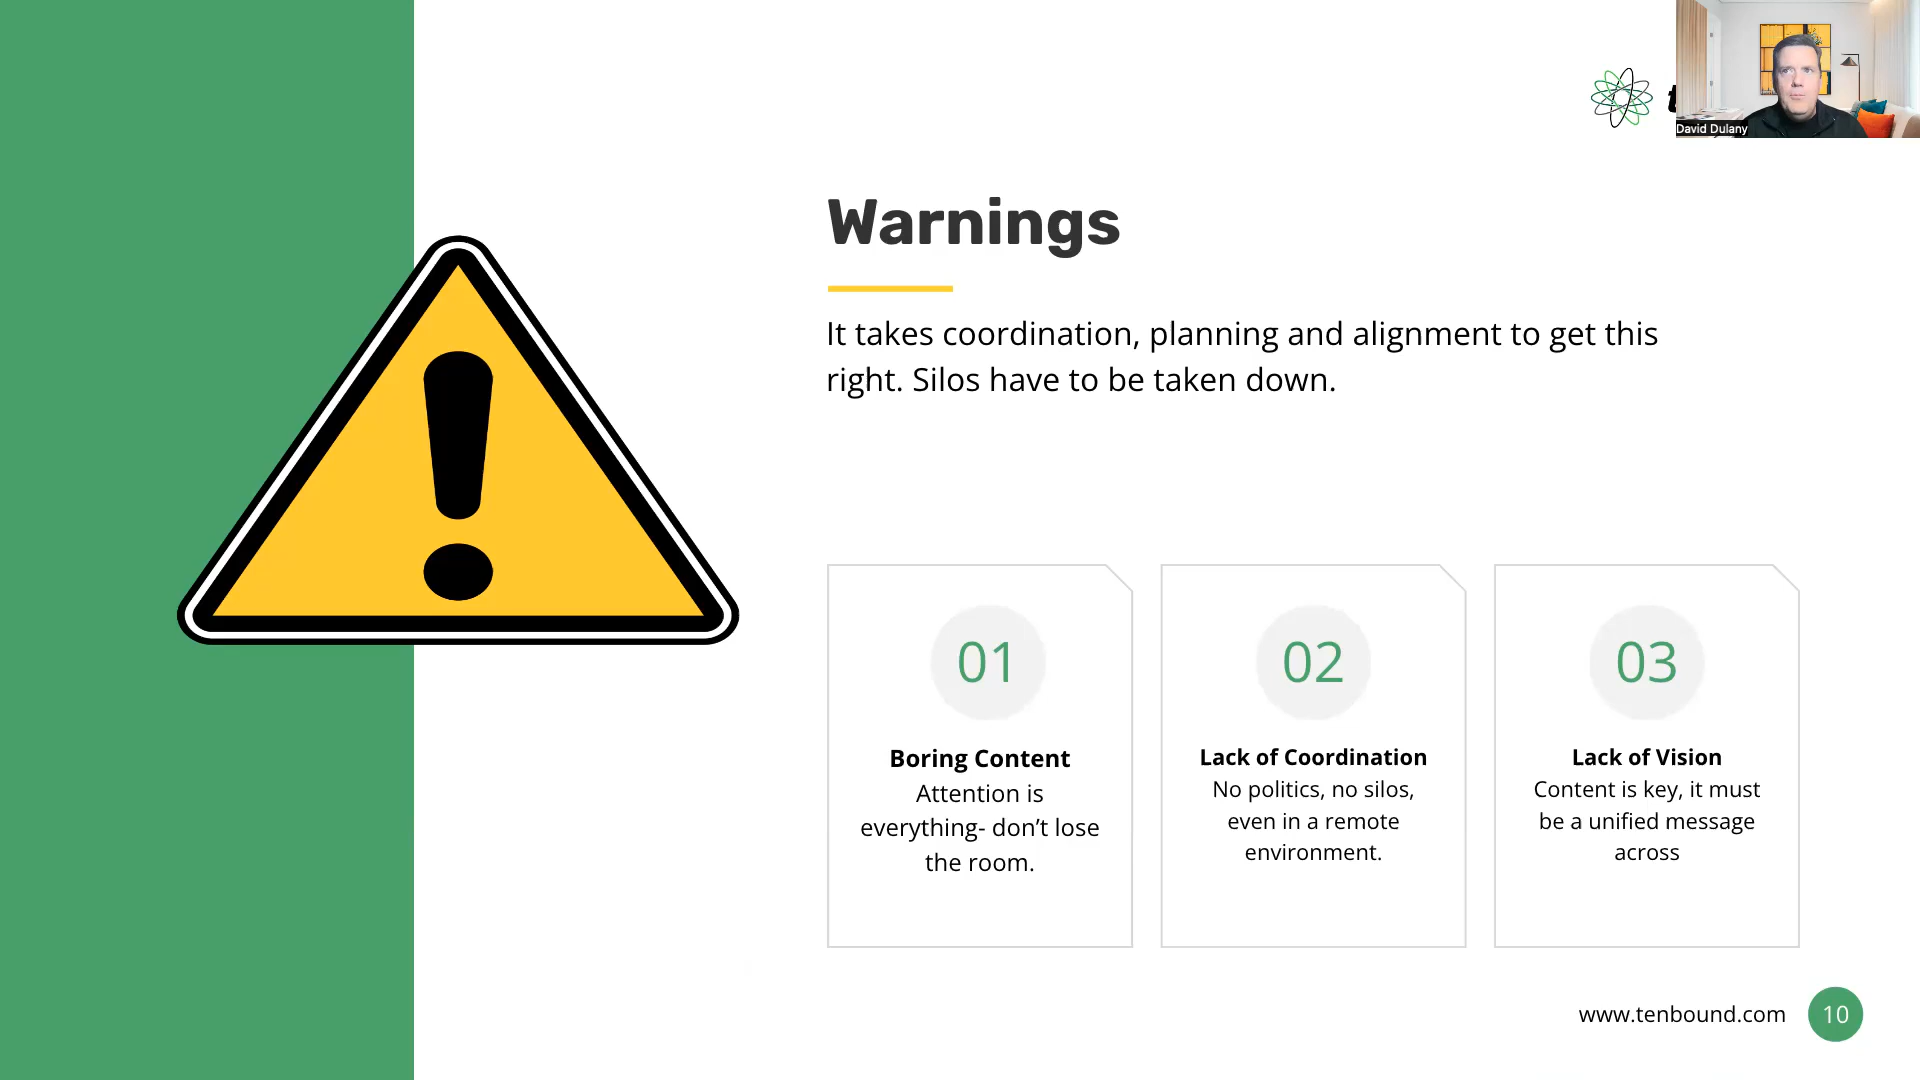 David Dulany
Warnings
It takes coordination, planning and alignment to get this
right. Silos have to be taken down.
01
Boring Content
Attention is
everything- don’t lose
the room.
02
Lack of Coordination
No politics, no silos,
even in a remote
environment.
03
Lack of Vision
Content is key, it must
be a unified message
across
www.tenbound.com
10